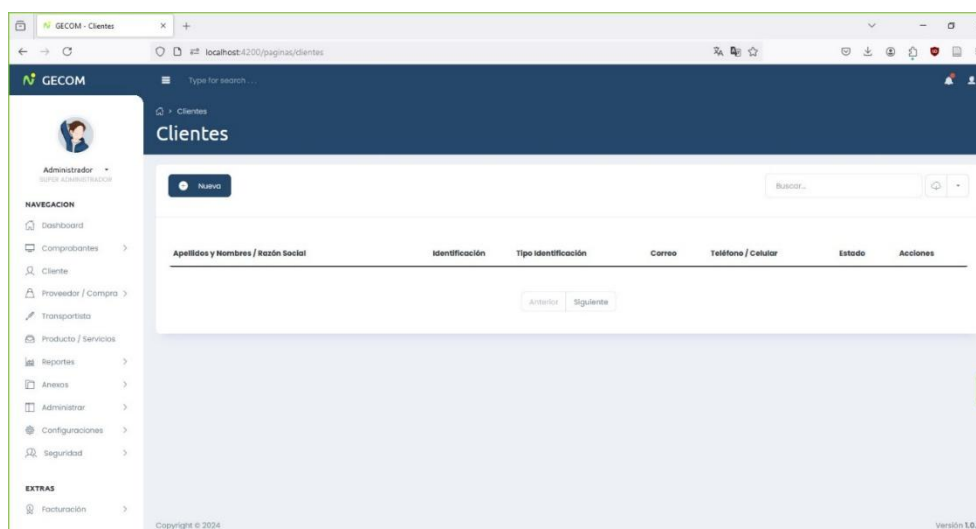 GECOM - Clientes
localhost:4200/paginas/clientes
GECOM
Type for search ...
> Clientes
Clientes
Administrador
SUPER ADMINISTRADOR
Nueva
Buscar...
NAVEGACION
Dashboard
Comprobantes
Cliente
Proveedor / Compra
Transportista
Producto / Servicios
Reportes
Anexos
Administrar
Configuraciones
Seguridad
EXTRAS
Facturación
Apellidos y Nombres / Razón Social Identificación Tipo Identificación Correo Teléfono / Celular Estado Acciones
Anterior Siguiente
Copyright © 2024
Versión 1.0.